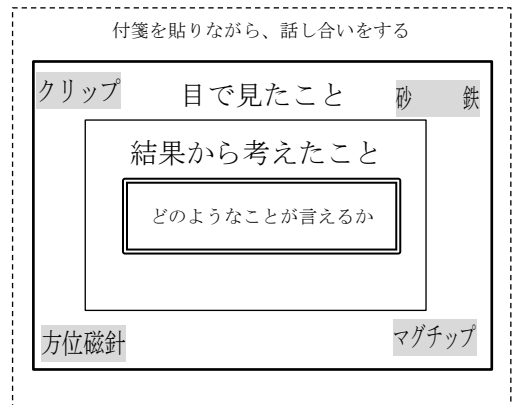 付箋を貼りながら、話し合いをする
クリップ
目で見たこと
砂　鉄
結果から考えたこと
どのようなことが言えるか
方位磁針
マグチップ